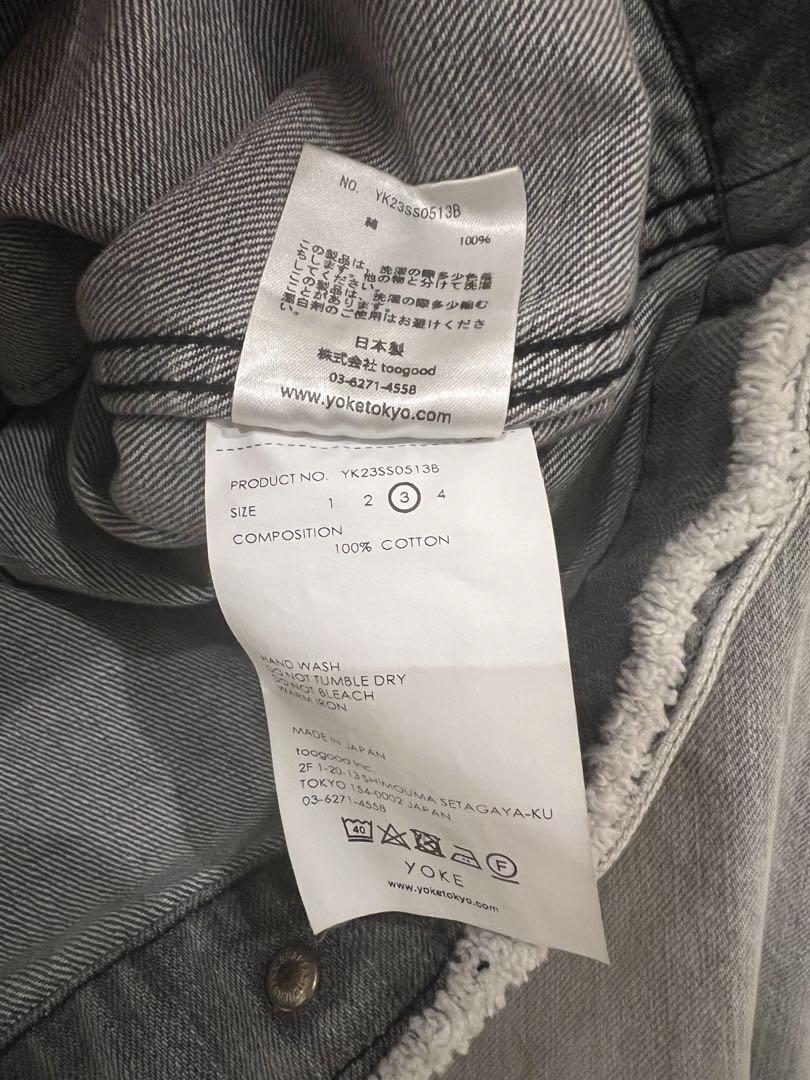 NO. YK23SS0513B
綿 100%
この製品は、洗濯の際多少色落
ちします。他の物と分けて洗濯
してください。
この製品は、洗濯の際多少縮む
ことがあります。
漂白剤のご使用はお避けくださ
い。
日本製
株式会社 toogood
03-6271-4558
www.yoketokyo.com
PRODUCT NO. YK23SS0513B
SIZE 1 2 3 4
COMPOSITION
100% COTTON
HAND WASH
DO NOT TUMBLE DRY
DO NOT BLEACH
WARM IRON
MADE IN JAPAN
toogood inc.
2F 1-20-13 SHIMOUMA SETAGAYA-KU
TOKYO 154-0002 JAPAN
03-6271-4558
40
F
YOKE
www.yoketokyo.com